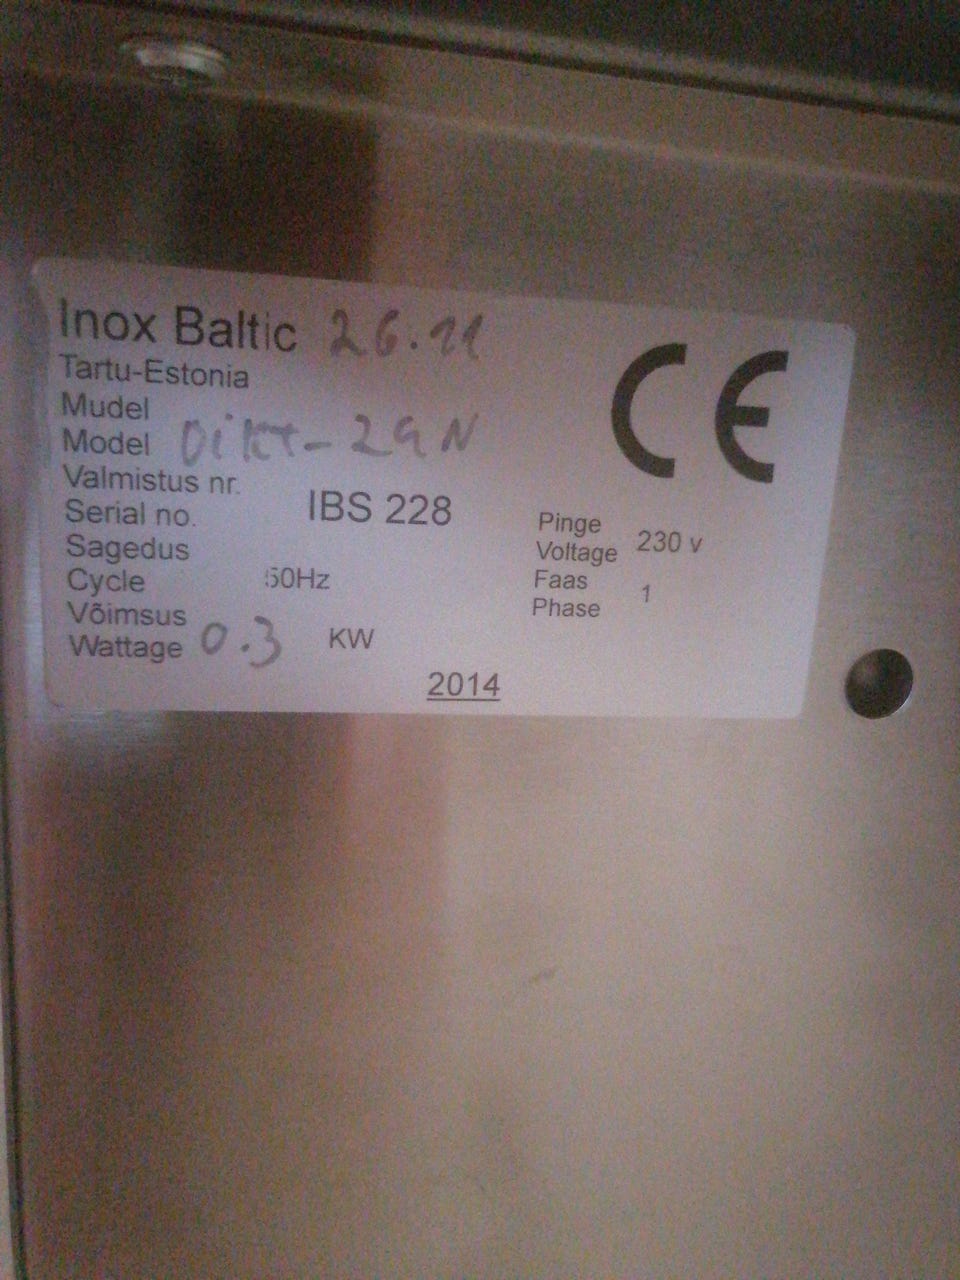 Inox Baltic 26.11
Tartu-Estonia
Mudel
Model
Valmistus nr.
Serial no. IBS 228
Sagedus
Cycle 50Hz
Võimsus
Wattage 0.3 KW
2014
CE
Pinge
Voltage 230 v
Faas
Phase 1